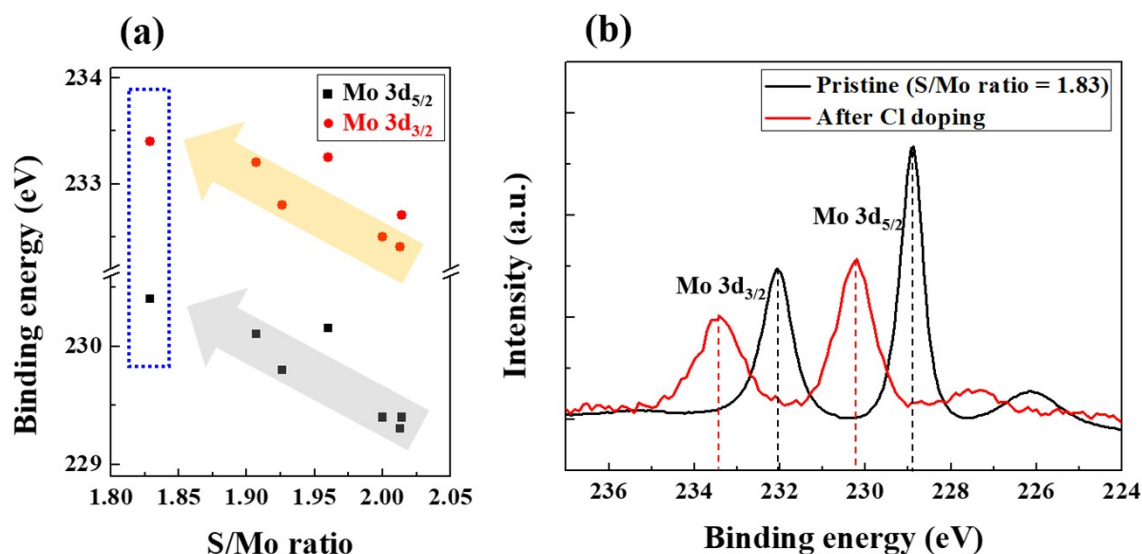 (a)
234
233
230
229
Binding energy (eV)
Mo 3d5/2
Mo 3d3/2
1.80 1.85 1.90 1.95 2.00 2.05
S/Mo ratio
(b)
Intensity (a.u.)
Pristine (S/Mo ratio = 1.83)
After Cl doping
Mo 3d5/2
Mo 3d3/2
236 234 232 230 228 226 224
Binding energy (eV)